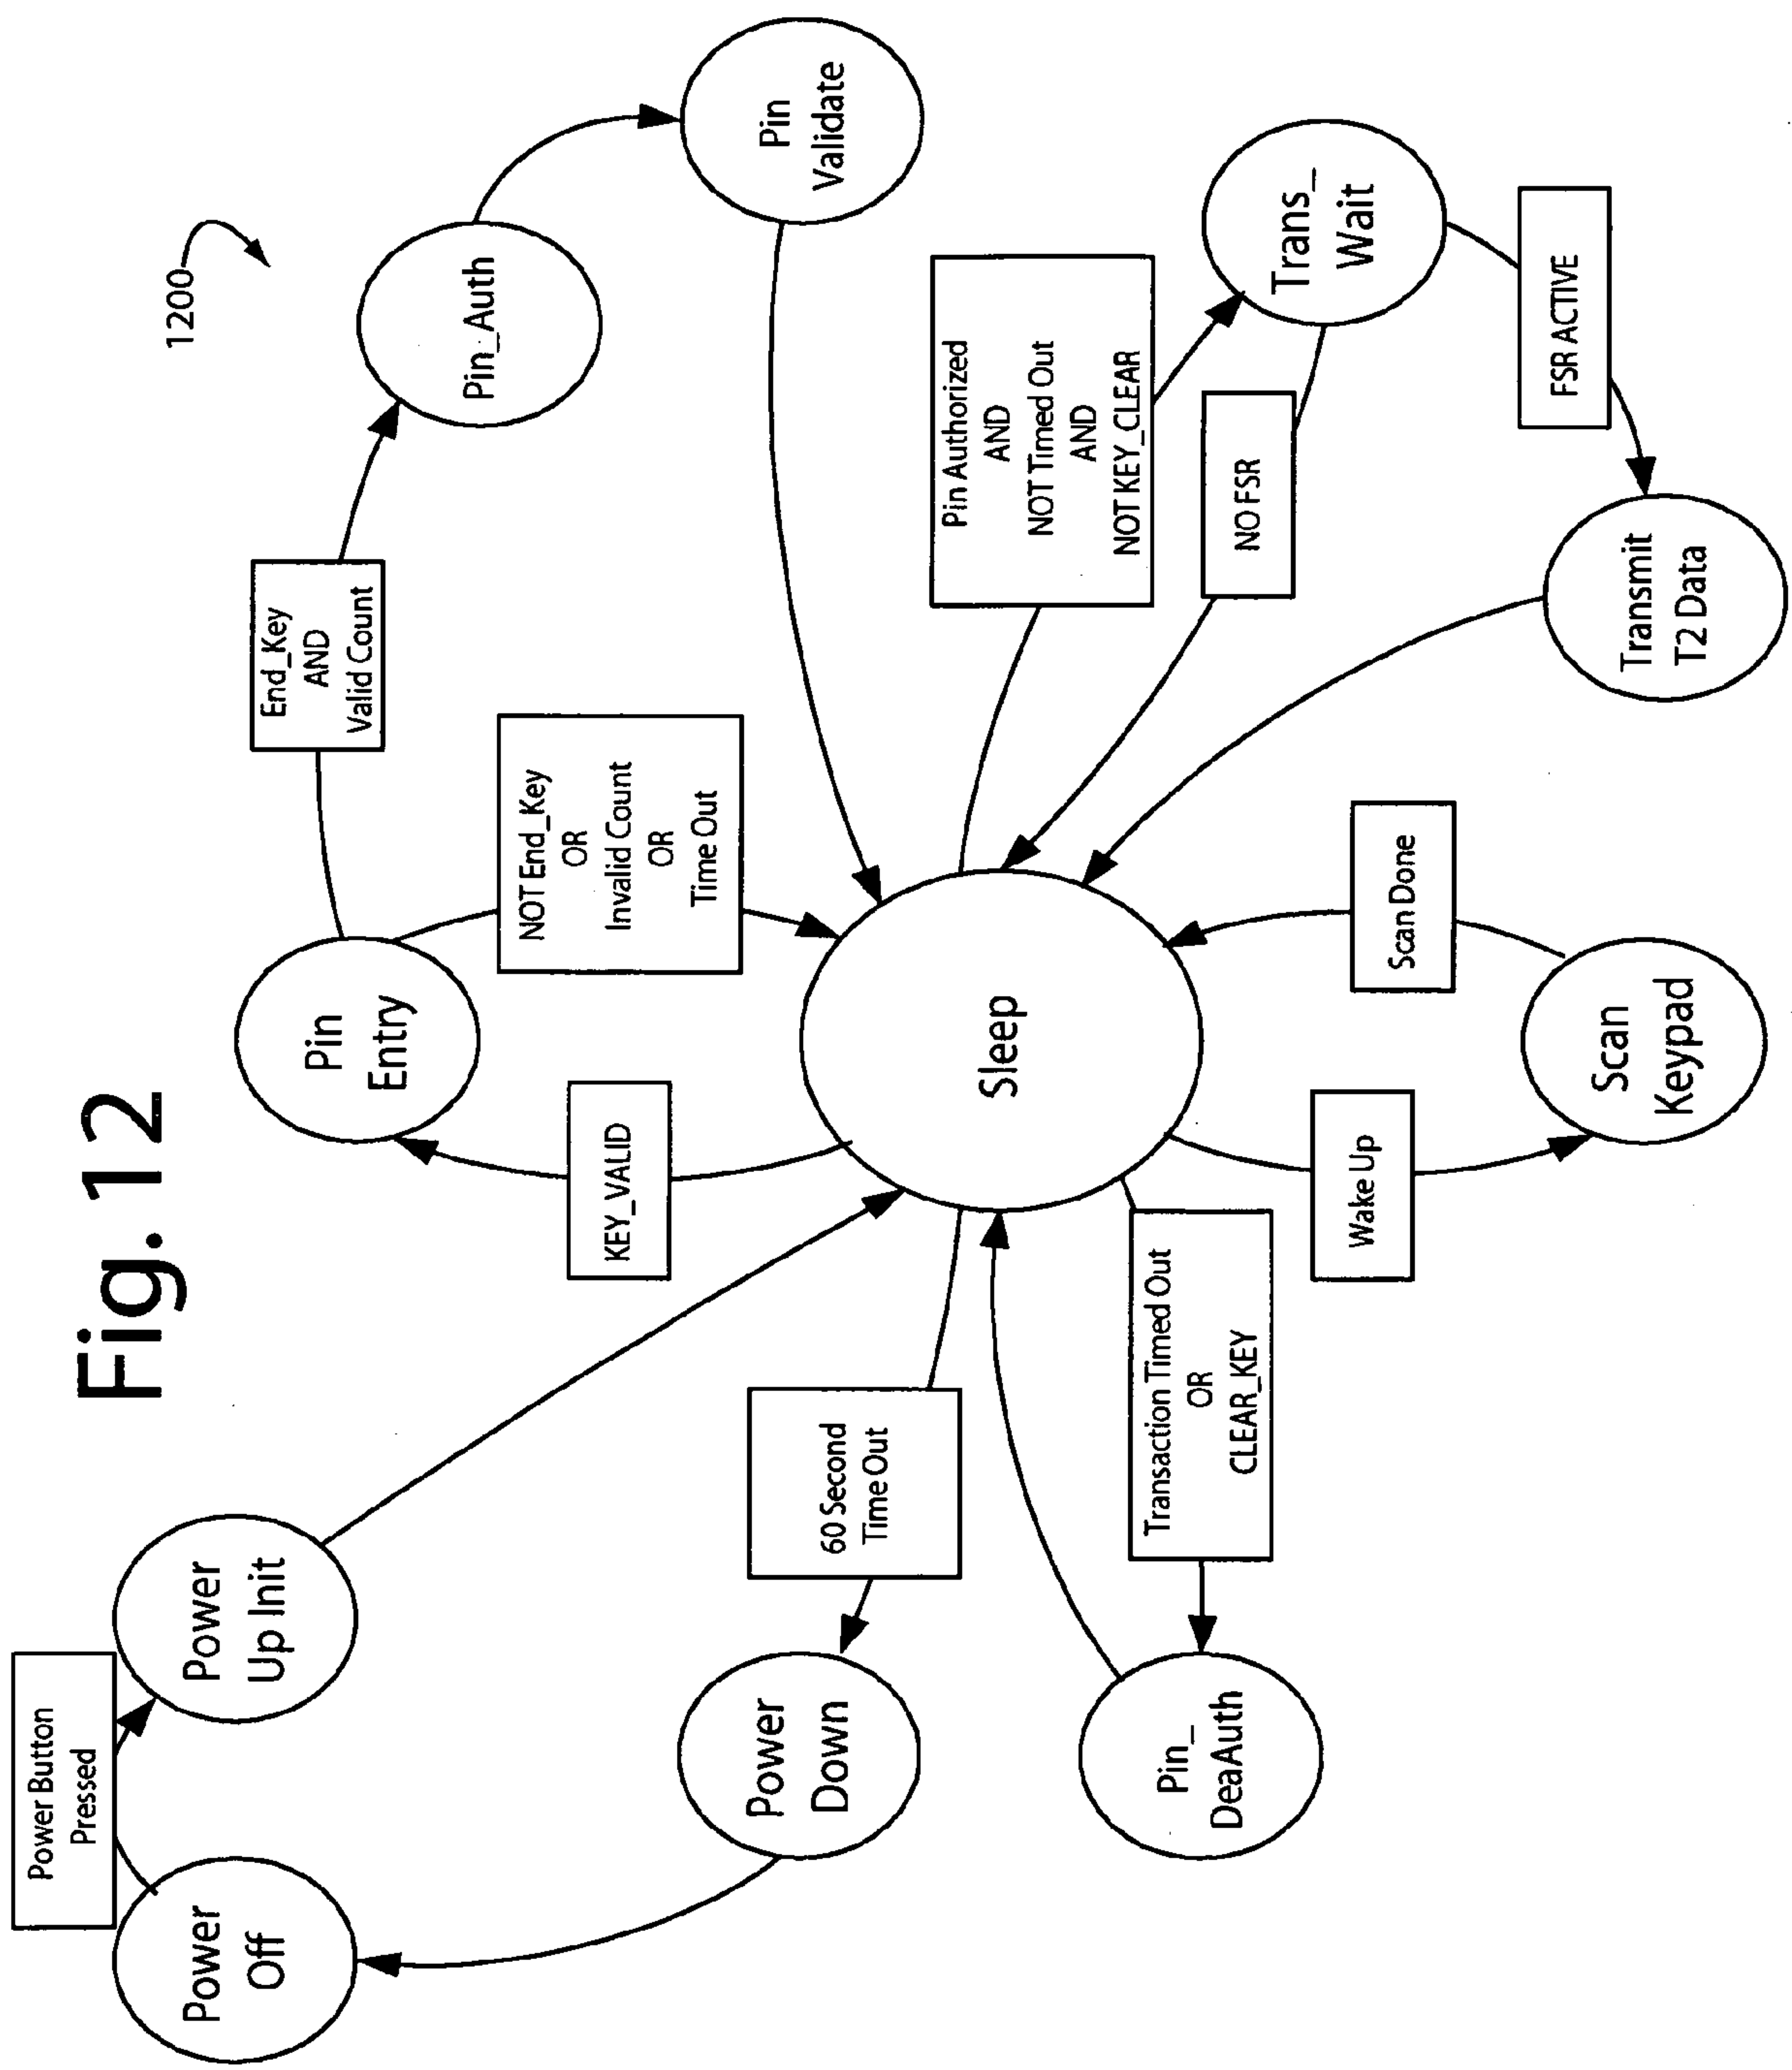 Fig. 12
1200
Power Button
Pressed
Power
Off
Power
Up Init
Pin
Entry
End_Key
AND
Valid Count
Pin_Auth
Pin
Validate
KEY_VALID
NOT End_Key
OR
Invalid Count
OR
Time Out
Power
Down
60 Second
Time Out
Sleep
Pin Authorized
AND
NOT Timed Out
AND
NOT KEY_CLEAR
NO FSR
Trans_
Wait
Pin_
DeaAuth
Transaction Timed Out
OR
CLEAR_KEY
Wake Up
Scan Done
FSR ACTIVE
Scan
Keypad
Transmit
T2 Data